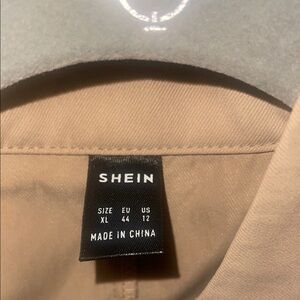 SHEIN
SIZE EU US
XL 44 12
MADE IN CHINA